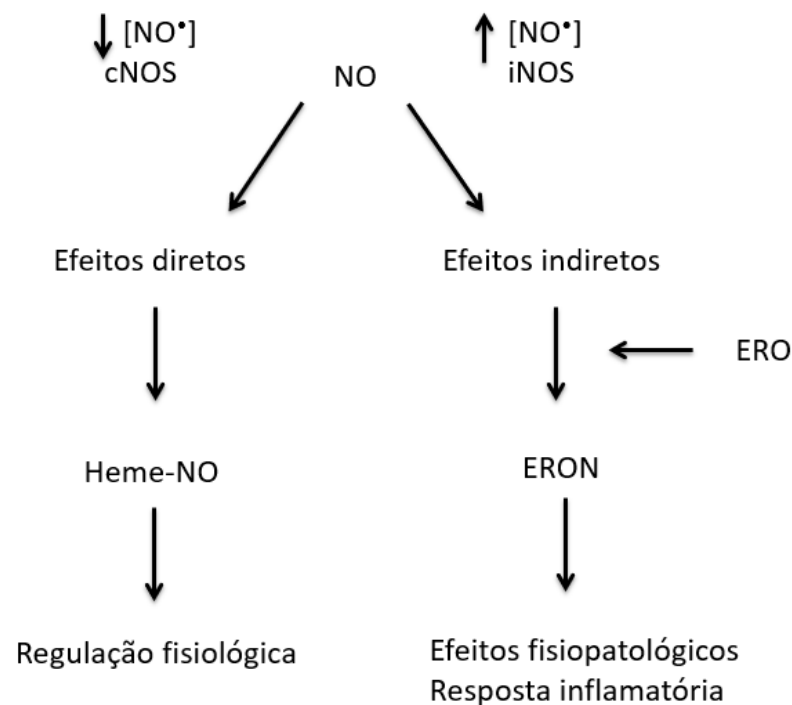 [NO•]
cNOS
NO
[NO•]
iNOS
Efeitos diretos
Efeitos indiretos
ERO
Heme-NO
ERON
Regulação fisiológica
Efeitos fisiopatológicos
Resposta inflamatória